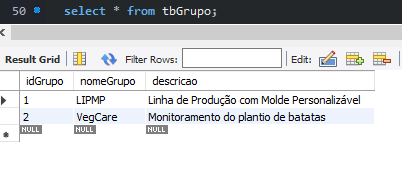 50 select * from tbGrupo;
Result Grid Filter Rows: Edit:
idGrupo nomeGrupo descricao
1 LIPMP Linha de Produção com Molde Personalizável
2 VegCare Monitoramento do plantio de batatas
NULL NULL NULL